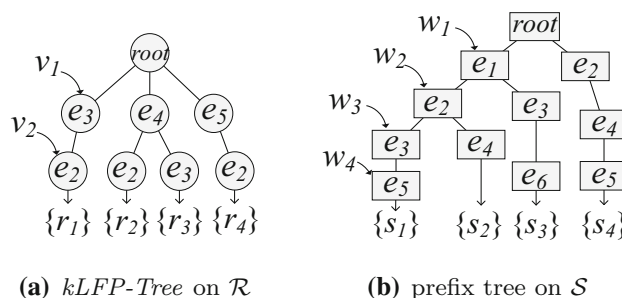 root
v₁
e₃ e₄ e₅
v₂
e₂ e₂ e₃ e₂
{r₁} {r₂} {r₃} {r₄}
(a) kLFP-Tree on ℛ
root
w₁
e₁ e₂
w₂
e₂ e₃
w₃
e₃ e₄ e₄
w₄
e₅ e₆ e₅
{s₁} {s₂} {s₃} {s₄}
(b) prefix tree on 𝒮